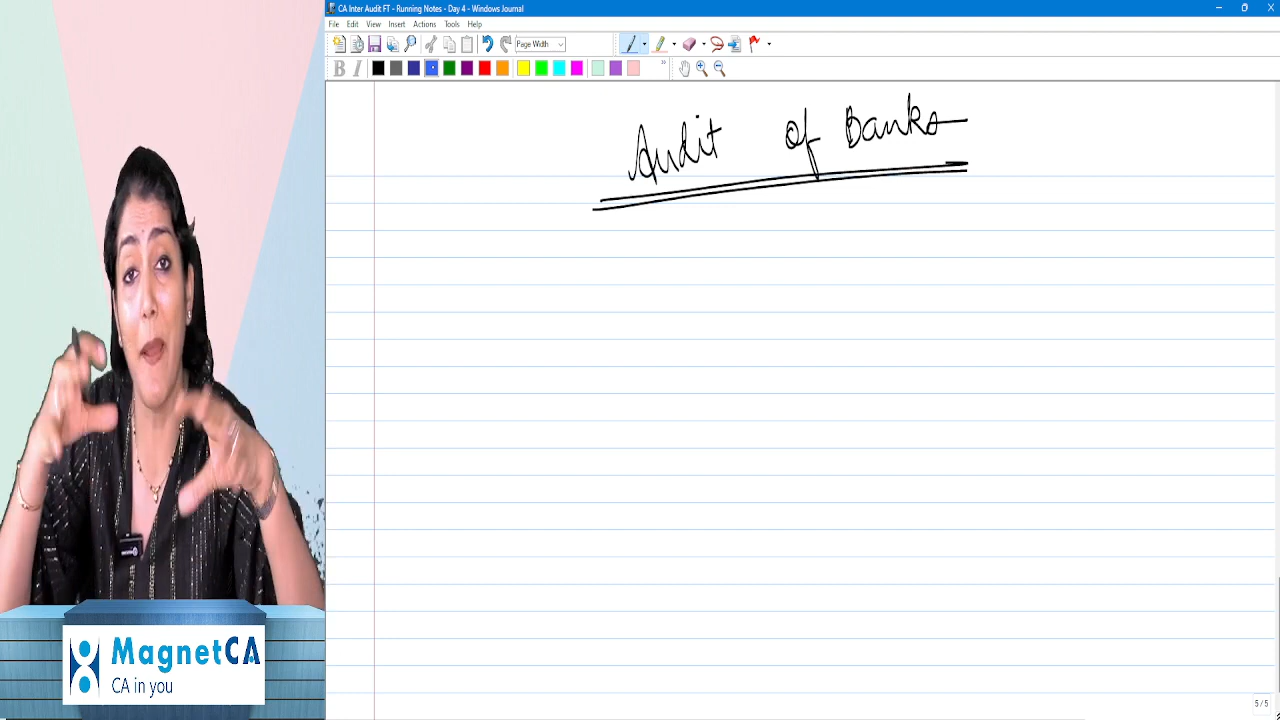 CA Inter Audit FT - Running Notes - Day 4 - Windows Journal
File Edit View Insert Actions Tools Help
Page Width
B I
Audit of Banks
MagnetCA
CA in you
5 / 5